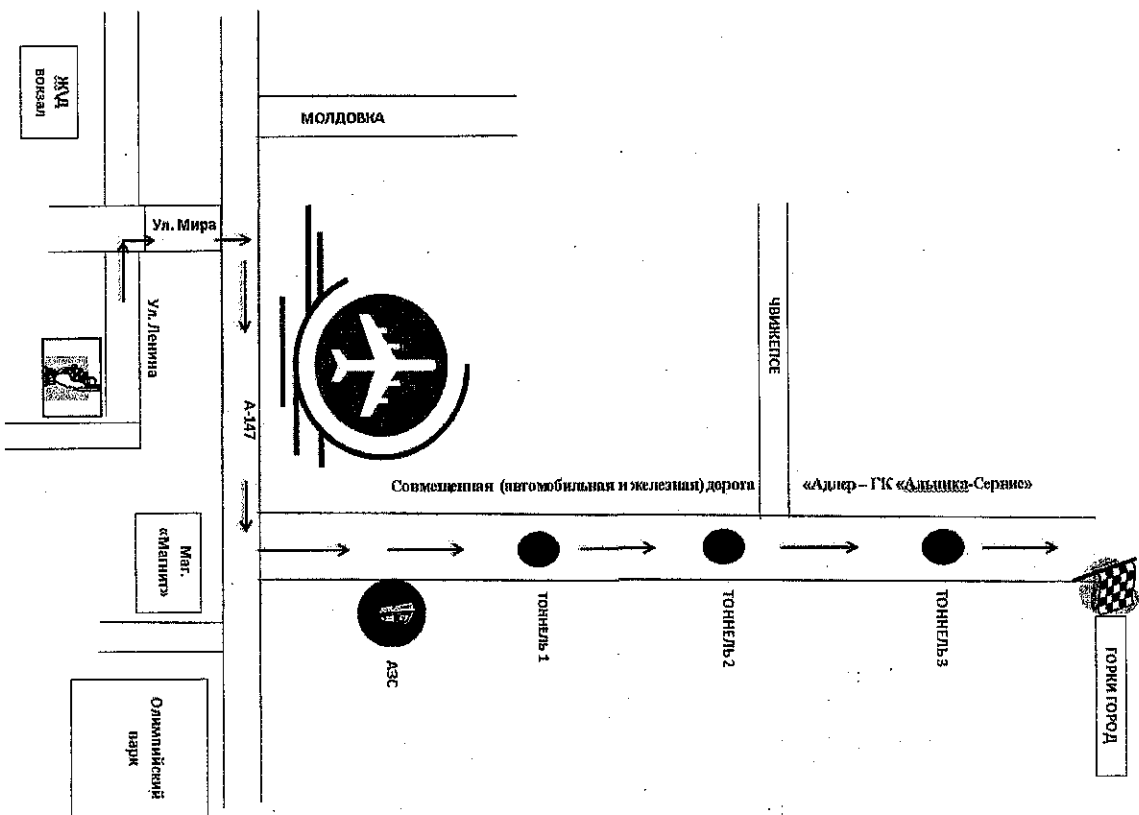 Ж\Д
вокзал
МОЛДОВКА
Ул. Мира
Ул. Ленина
А-147
ЧВИЖЕПСЕ
Совмещенная (автомобильная и железная) дорога
«Адлер – ГК «Альпика-Сервис»
Маг.
«Магнит»
АЗС
ТОННЕЛЬ 1
ТОННЕЛЬ 2
ТОННЕЛЬ 3
ГОРКИ ГОРОД
Олимпийский
парк